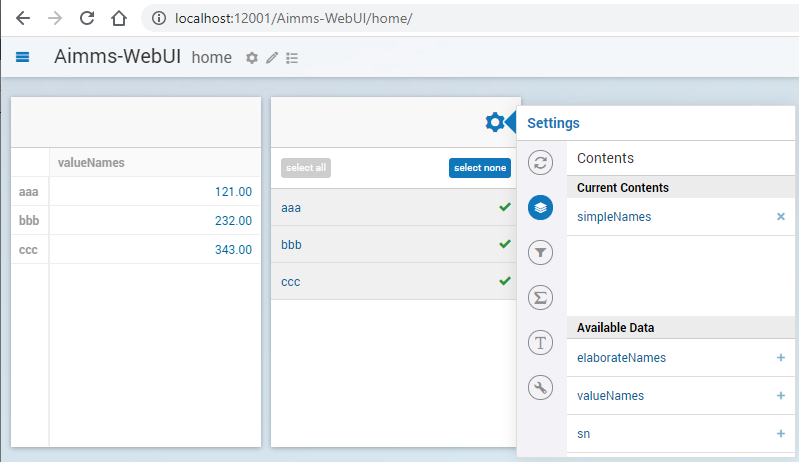 localhost:12001/Aimms-WebUI/home/
Aimms-WebUI home
valueNames
aaa 121.00
bbb 232.00
ccc 343.00
select all select none
aaa
bbb
ccc
Settings
Contents
Current Contents
simpleNames
Available Data
elaborateNames
valueNames
sn